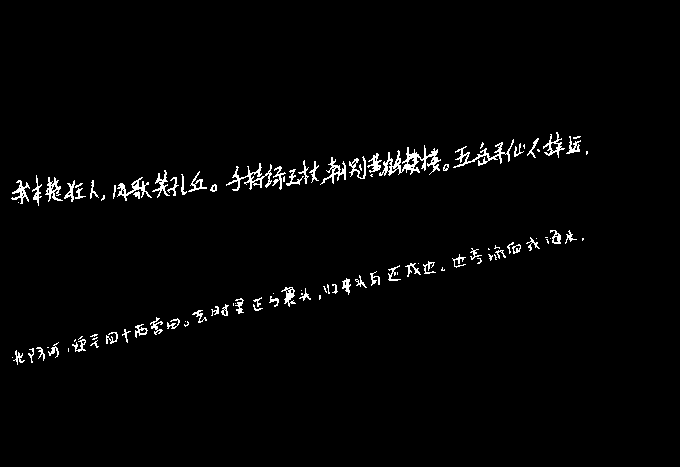 我本楚狂人,凤歌笑孔丘。手持绿玉杖,朝别黄鹤楼楼。五岳寻仙不辞远,
北防河,便至四十西营田。去时里正与裹头,归来头白还戍边。边亭流血成海水,